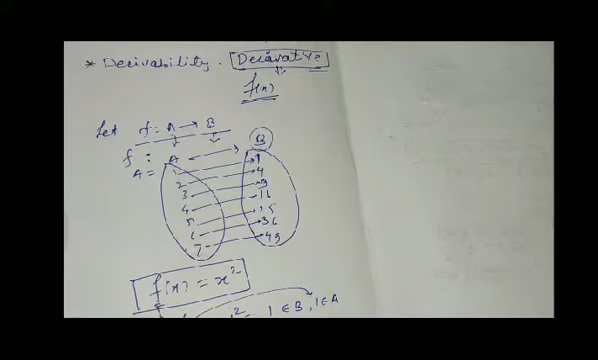 * Derivability. Derivative
f(x)
Let f = A → B
f : A → B
A =
1 → 1
2 → 4
3 → 9
4 → 16
5 → 25
6 → 36
7 → 49
f(x) = x²
1 ∈ B, 1 ∈ A